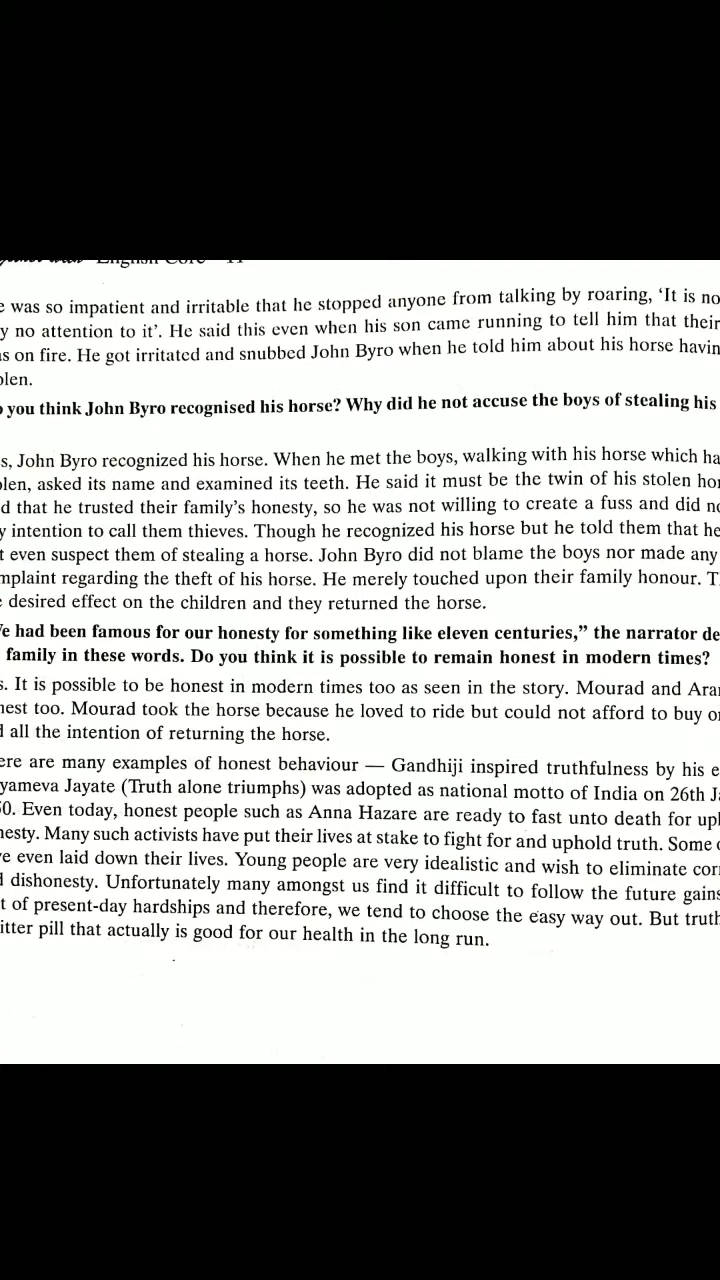 English Core – 11
e was so impatient and irritable that he stopped anyone from talking by roaring, ‘It is no
y no attention to it’. He said this even when his son came running to tell him that their
s on fire. He got irritated and snubbed John Byro when he told him about his horse havin
olen.
o you think John Byro recognised his horse? Why did he not accuse the boys of stealing his
s, John Byro recognized his horse. When he met the boys, walking with his horse which ha
olen, asked its name and examined its teeth. He said it must be the twin of his stolen hor
d that he trusted their family's honesty, so he was not willing to create a fuss and did no
y intention to call them thieves. Though he recognized his horse but he told them that he
t even suspect them of stealing a horse. John Byro did not blame the boys nor made any
mplaint regarding the theft of his horse. He merely touched upon their family honour. T
e desired effect on the children and they returned the horse.
e had been famous for our honesty for something like eleven centuries,” the narrator de
family in these words. Do you think it is possible to remain honest in modern times?
s. It is possible to be honest in modern times too as seen in the story. Mourad and Aram
nest too. Mourad took the horse because he loved to ride but could not afford to buy on
d all the intention of returning the horse.
ere are many examples of honest behaviour — Gandhiji inspired truthfulness by his e
yameva Jayate (Truth alone triumphs) was adopted as national motto of India on 26th Ja
50. Even today, honest people such as Anna Hazare are ready to fast unto death for uph
nesty. Many such activists have put their lives at stake to fight for and uphold truth. Some o
ve even laid down their lives. Young people are very idealistic and wish to eliminate corr
d dishonesty. Unfortunately many amongst us find it difficult to follow the future gains
t of present-day hardships and therefore, we tend to choose the easy way out. But truth
itter pill that actually is good for our health in the long run.